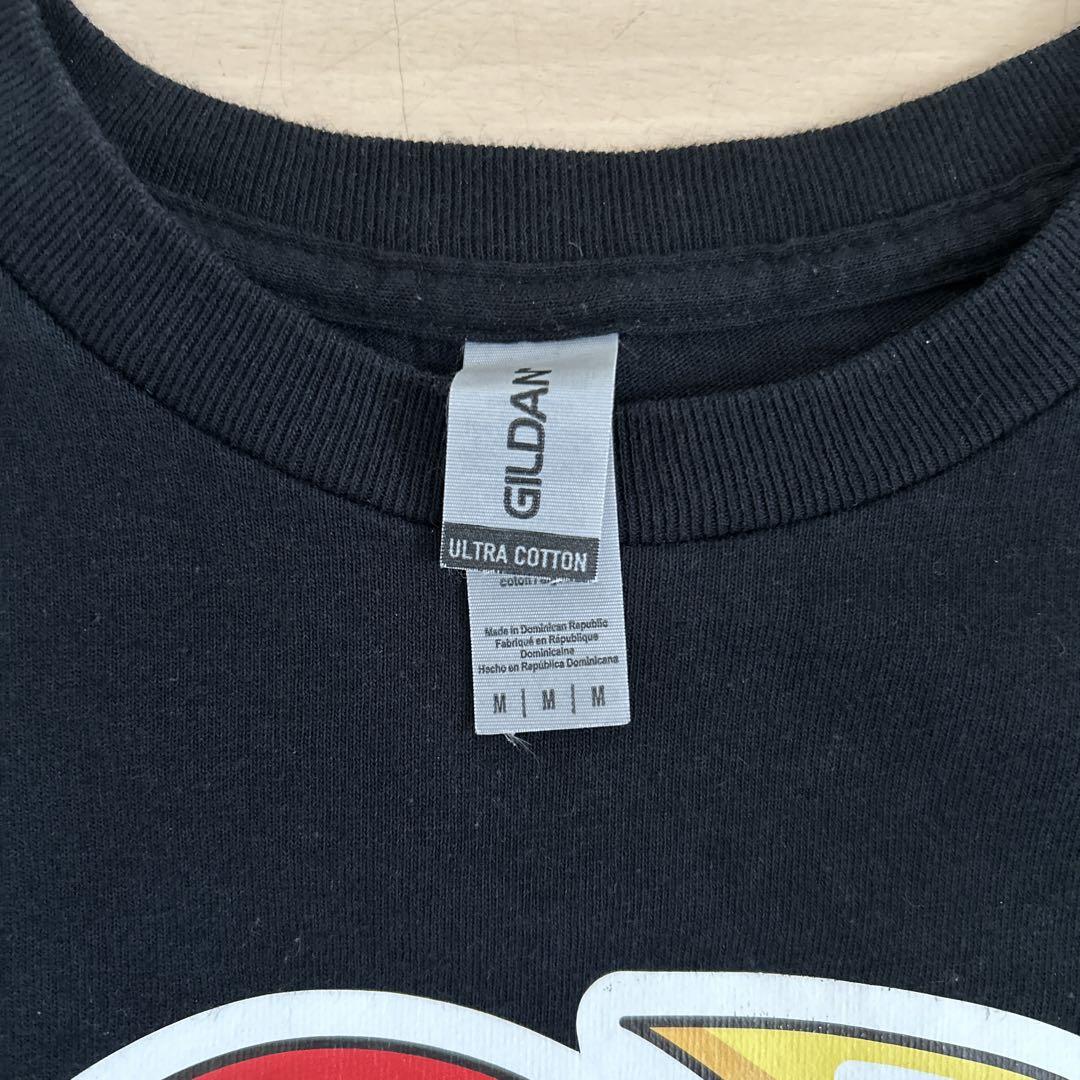 GILDAN
ULTRA COTTON
Made in Dominican Republic
Fabriqué en République
Dominicaine
Hecho en República Dominicana
M | M | M